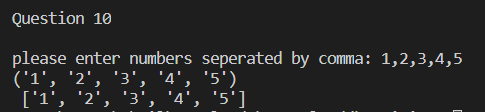 Question 10
please enter numbers seperated by comma: 1,2,3,4,5
('1', '2', '3', '4', '5')
['1', '2', '3', '4', '5']